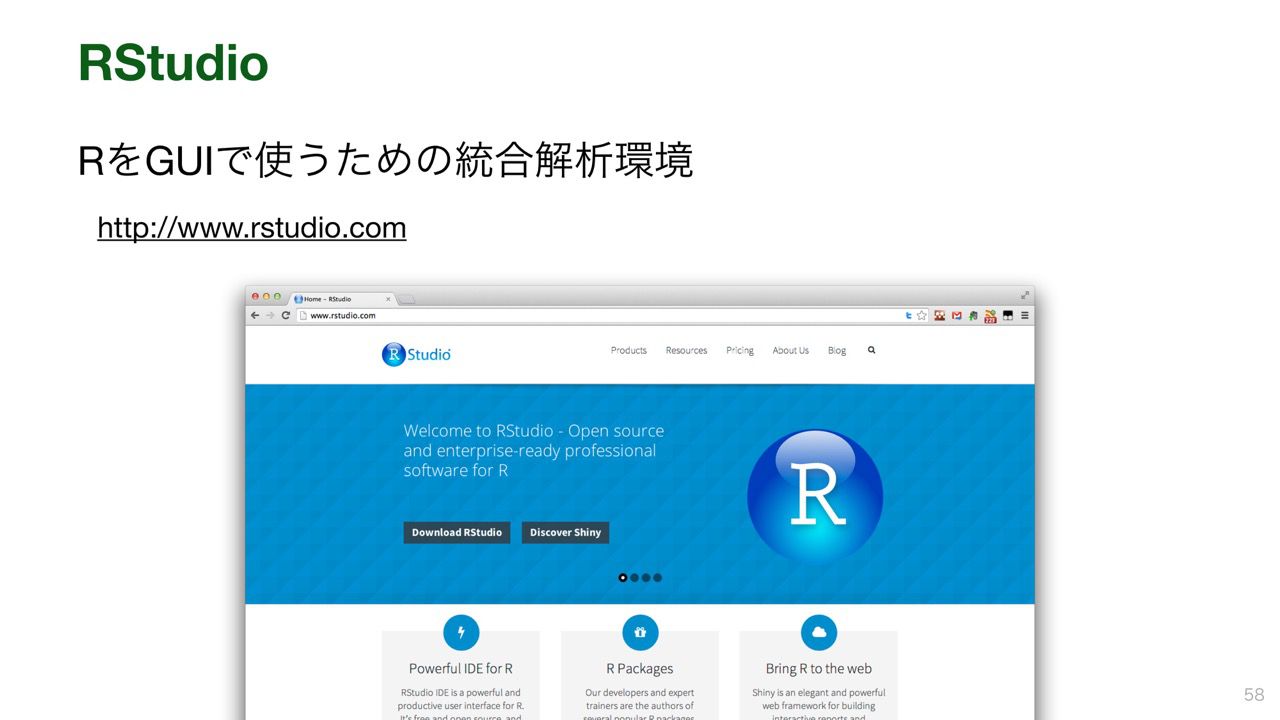 RStudio
RをGUIで使うための統合解析環境
http://www.rstudio.com
Home - RStudio
www.rstudio.com
223
R Studio
Products Resources Pricing About Us Blog
Welcome to RStudio - Open source
and enterprise-ready professional
software for R
R
Download RStudio Discover Shiny
Powerful IDE for R
RStudio IDE is a powerful and
productive user interface for R.
It's free and open source, and
R Packages
Our developers and expert
trainers are the authors of
several popular R packages
Bring R to the web
Shiny is an elegant and powerful
web framework for building
interactive reports and
58